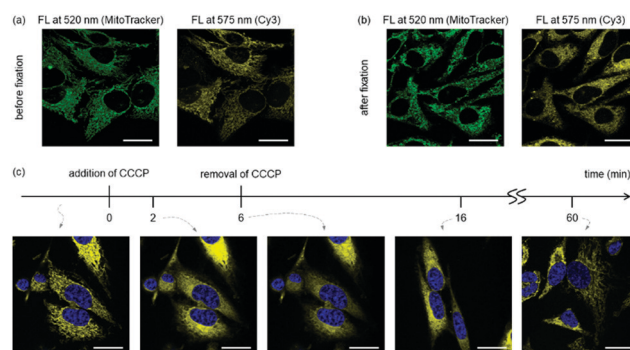 (a)
FL at 520 nm (MitoTracker)
FL at 575 nm (Cy3)
before fixation
(b)
FL at 520 nm (MitoTracker)
FL at 575 nm (Cy3)
after fixation
(c)
addition of CCCP
removal of CCCP
time (min)
0
2
6
16
60